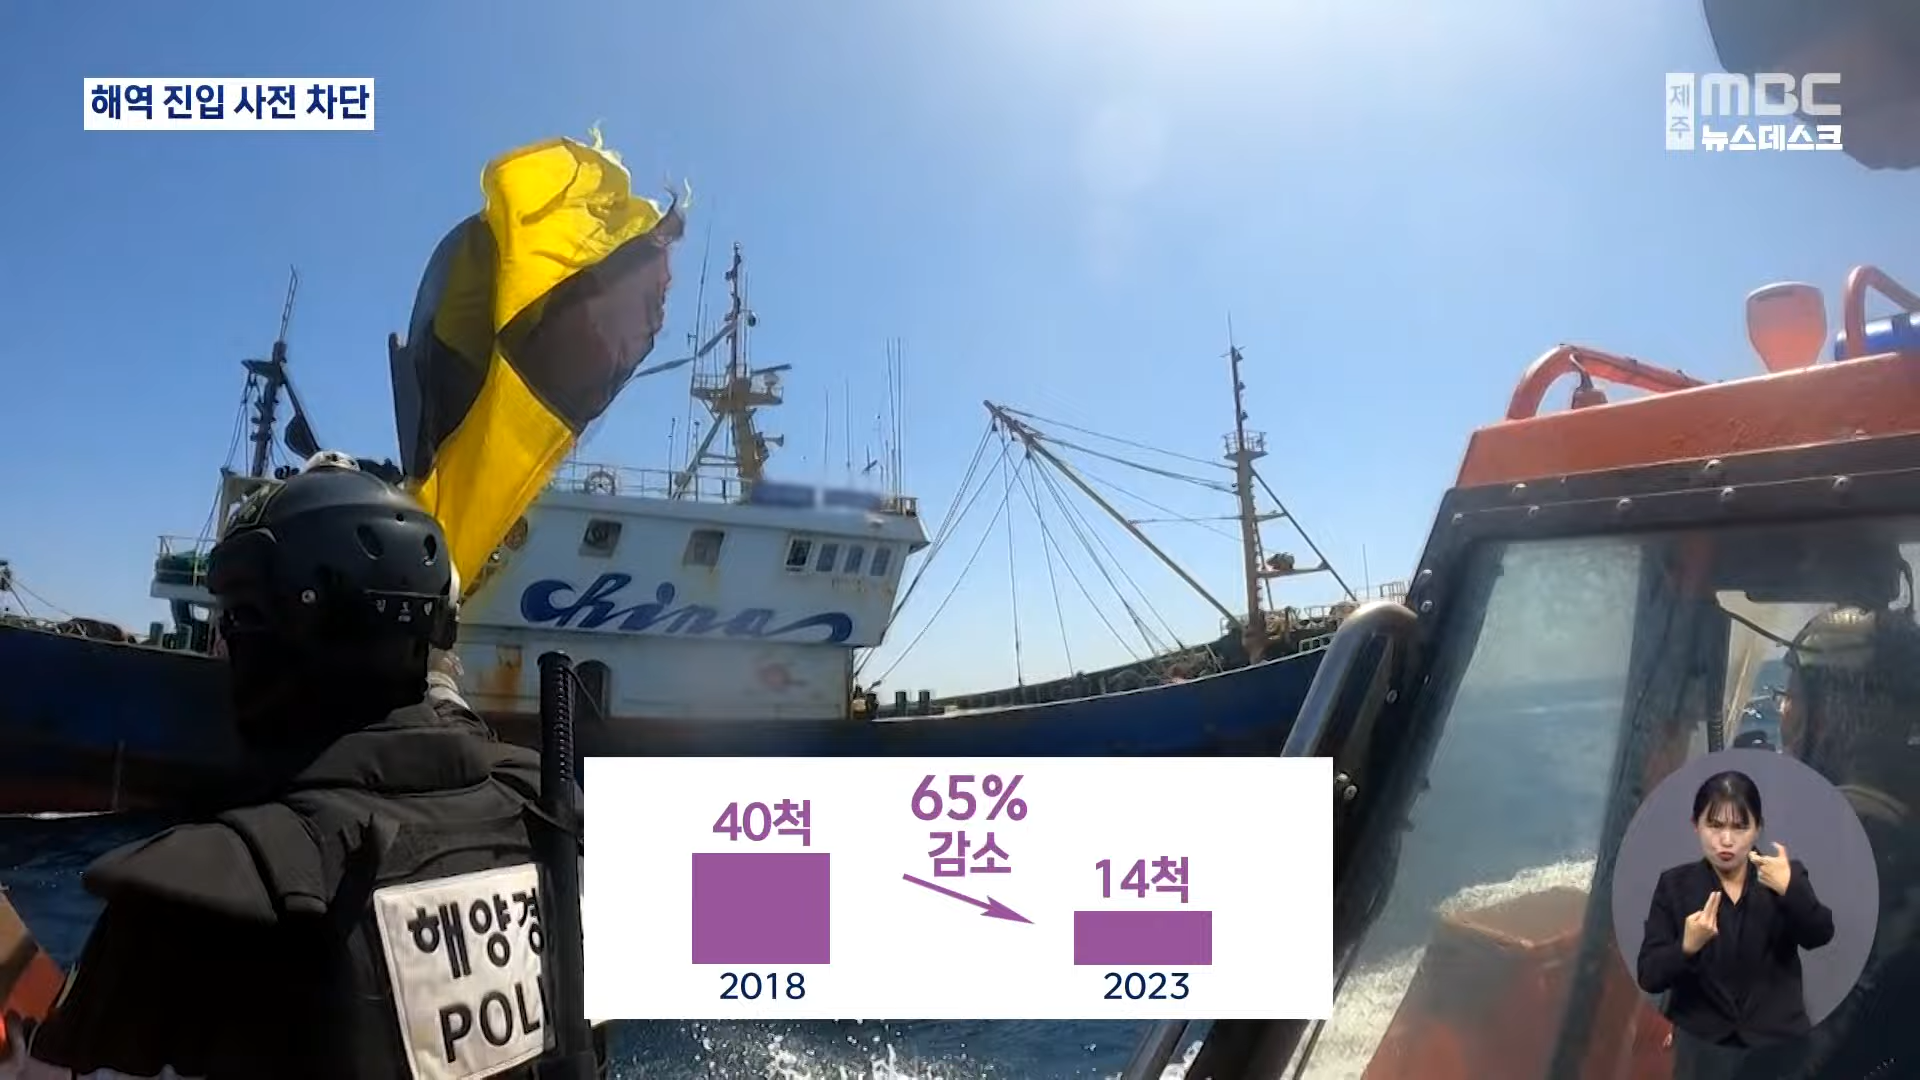 해역 진입 사전 차단
제주
MBC
뉴스데스크
China
해양경
POLI
40척
65%
감소
14척
2018
2023